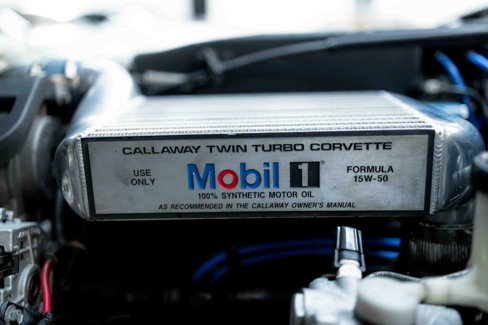 CALLAWAY TWIN TURBO CORVETTE
USE ONLY
Mobil 1
FORMULA 15W-50
100% SYNTHETIC MOTOR OIL
AS RECOMMENDED IN THE CALLAWAY OWNER'S MANUAL